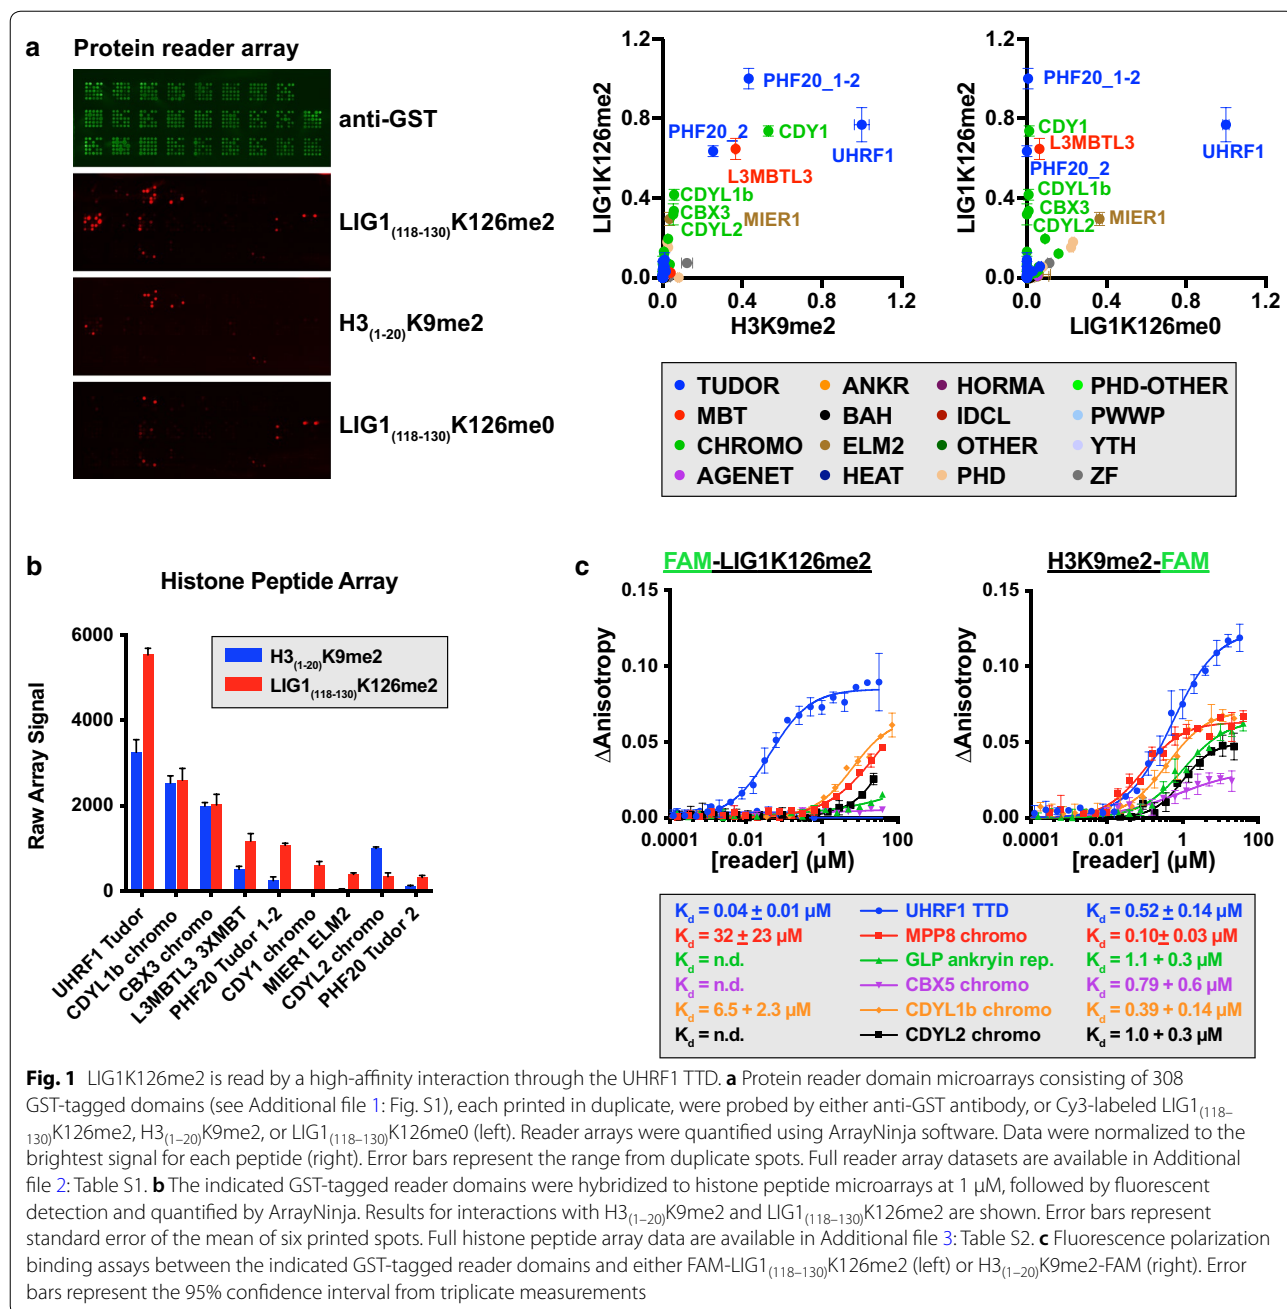 a Protein reader array
anti-GST
LIG1(118-130)K126me2
H3(1-20)K9me2
LIG1(118-130)K126me0
LIG1K126me2
1.2
0.8
0.4
0.0
PHF20_1-2
PHF20_2
CDY1
UHRF1
L3MBTL3
CDYL1b
CBX3
MIER1
CDYL2
0.0 0.4 0.8 1.2
H3K9me2
LIG1K126me2
1.2
0.8
0.4
0.0
PHF20_1-2
CDY1
L3MBTL3
UHRF1
PHF20_2
CDYL1b
CBX3
MIER1
CDYL2
0.0 0.4 0.8 1.2
LIG1K126me0
TUDOR ANKR HORMA PHD-OTHER
MBT BAH IDCL PWWP
CHROMO ELM2 OTHER YTH
AGENET HEAT PHD ZF
b
Histone Peptide Array
Raw Array Signal
6000
4000
2000
0
H3(1-20)K9me2
LIG1(118-130)K126me2
UHRF1 Tudor
CDYL1b chromo
CBX3 chromo
L3MBTL3 3XMBT
PHF20 Tudor 1-2
CDY1 chromo
MIER1 ELM2
CDYL2 chromo
PHF20 Tudor 2
c
FAM-LIG1K126me2
ΔAnisotropy
0.15
0.10
0.05
0.00
0.0001 0.01 1 100
[reader] (µM)
H3K9me2-FAM
ΔAnisotropy
0.15
0.10
0.05
0.00
0.0001 0.01 1 100
[reader] (µM)
Kd = 0.04 ± 0.01 µM UHRF1 TTD Kd = 0.52 ± 0.14 µM
Kd = 32 ± 23 µM MPP8 chromo Kd = 0.10± 0.03 µM
Kd = n.d. GLP ankryin rep. Kd = 1.1 + 0.3 µM
Kd = n.d. CBX5 chromo Kd = 0.79 + 0.6 µM
Kd = 6.5 + 2.3 µM CDYL1b chromo Kd = 0.39 + 0.14 µM
Kd = n.d. CDYL2 chromo Kd = 1.0 + 0.3 µM
Fig. 1 LIG1K126me2 is read by a high-affinity interaction through the UHRF1 TTD. a Protein reader domain microarrays consisting of 308
GST-tagged domains (see Additional file 1: Fig. S1), each printed in duplicate, were probed by either anti-GST antibody, or Cy3-labeled LIG1(118–
130)K126me2, H3(1–20)K9me2, or LIG1(118–130)K126me0 (left). Reader arrays were quantified using ArrayNinja software. Data were normalized to the
brightest signal for each peptide (right). Error bars represent the range from duplicate spots. Full reader array datasets are available in Additional
file 2: Table S1. b The indicated GST-tagged reader domains were hybridized to histone peptide microarrays at 1 µM, followed by fluorescent
detection and quantified by ArrayNinja. Results for interactions with H3(1–20)K9me2 and LIG1(118–130)K126me2 are shown. Error bars represent
standard error of the mean of six printed spots. Full histone peptide array data are available in Additional file 3: Table S2. c Fluorescence polarization
binding assays between the indicated GST-tagged reader domains and either FAM-LIG1(118–130)K126me2 (left) or H3(1–20)K9me2-FAM (right). Error
bars represent the 95% confidence interval from triplicate measurements